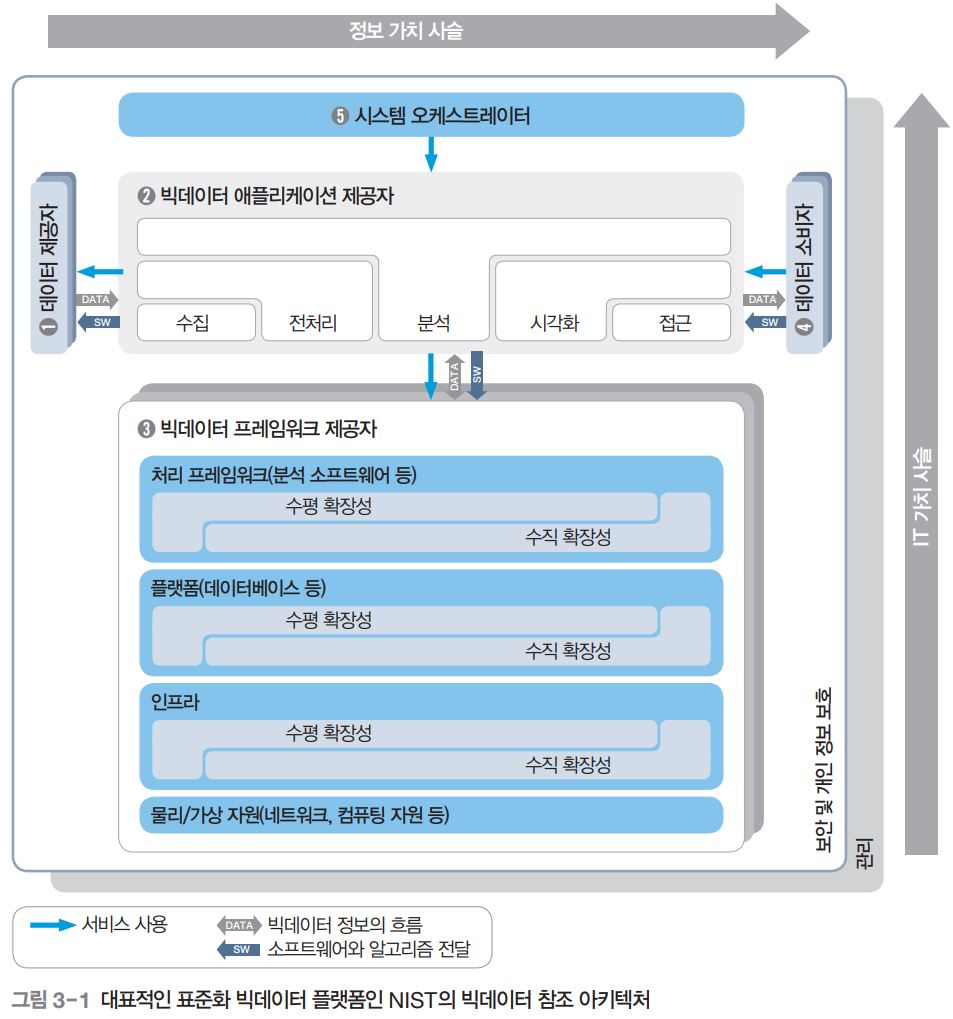 정보 가치 사슬
❺ 시스템 오케스트레이터
❶ 데이터 제공자
❷ 빅데이터 애플리케이션 제공자
수집
전처리
분석
시각화
접근
❹ 데이터 소비자
DATA
SW
DATA
SW
DATA
SW
❸ 빅데이터 프레임워크 제공자
처리 프레임워크(분석 소프트웨어 등)
수평 확장성
수직 확장성
플랫폼(데이터베이스 등)
수평 확장성
수직 확장성
인프라
수평 확장성
수직 확장성
물리/가상 자원(네트워크, 컴퓨팅 자원 등)
보안 및 개인 정보 보호
관리
IT 가치 사슬
서비스 사용
DATA 빅데이터 정보의 흐름
SW 소프트웨어와 알고리즘 전달
그림 3-1 대표적인 표준화 빅데이터 플랫폼인 NIST의 빅데이터 참조 아키텍처